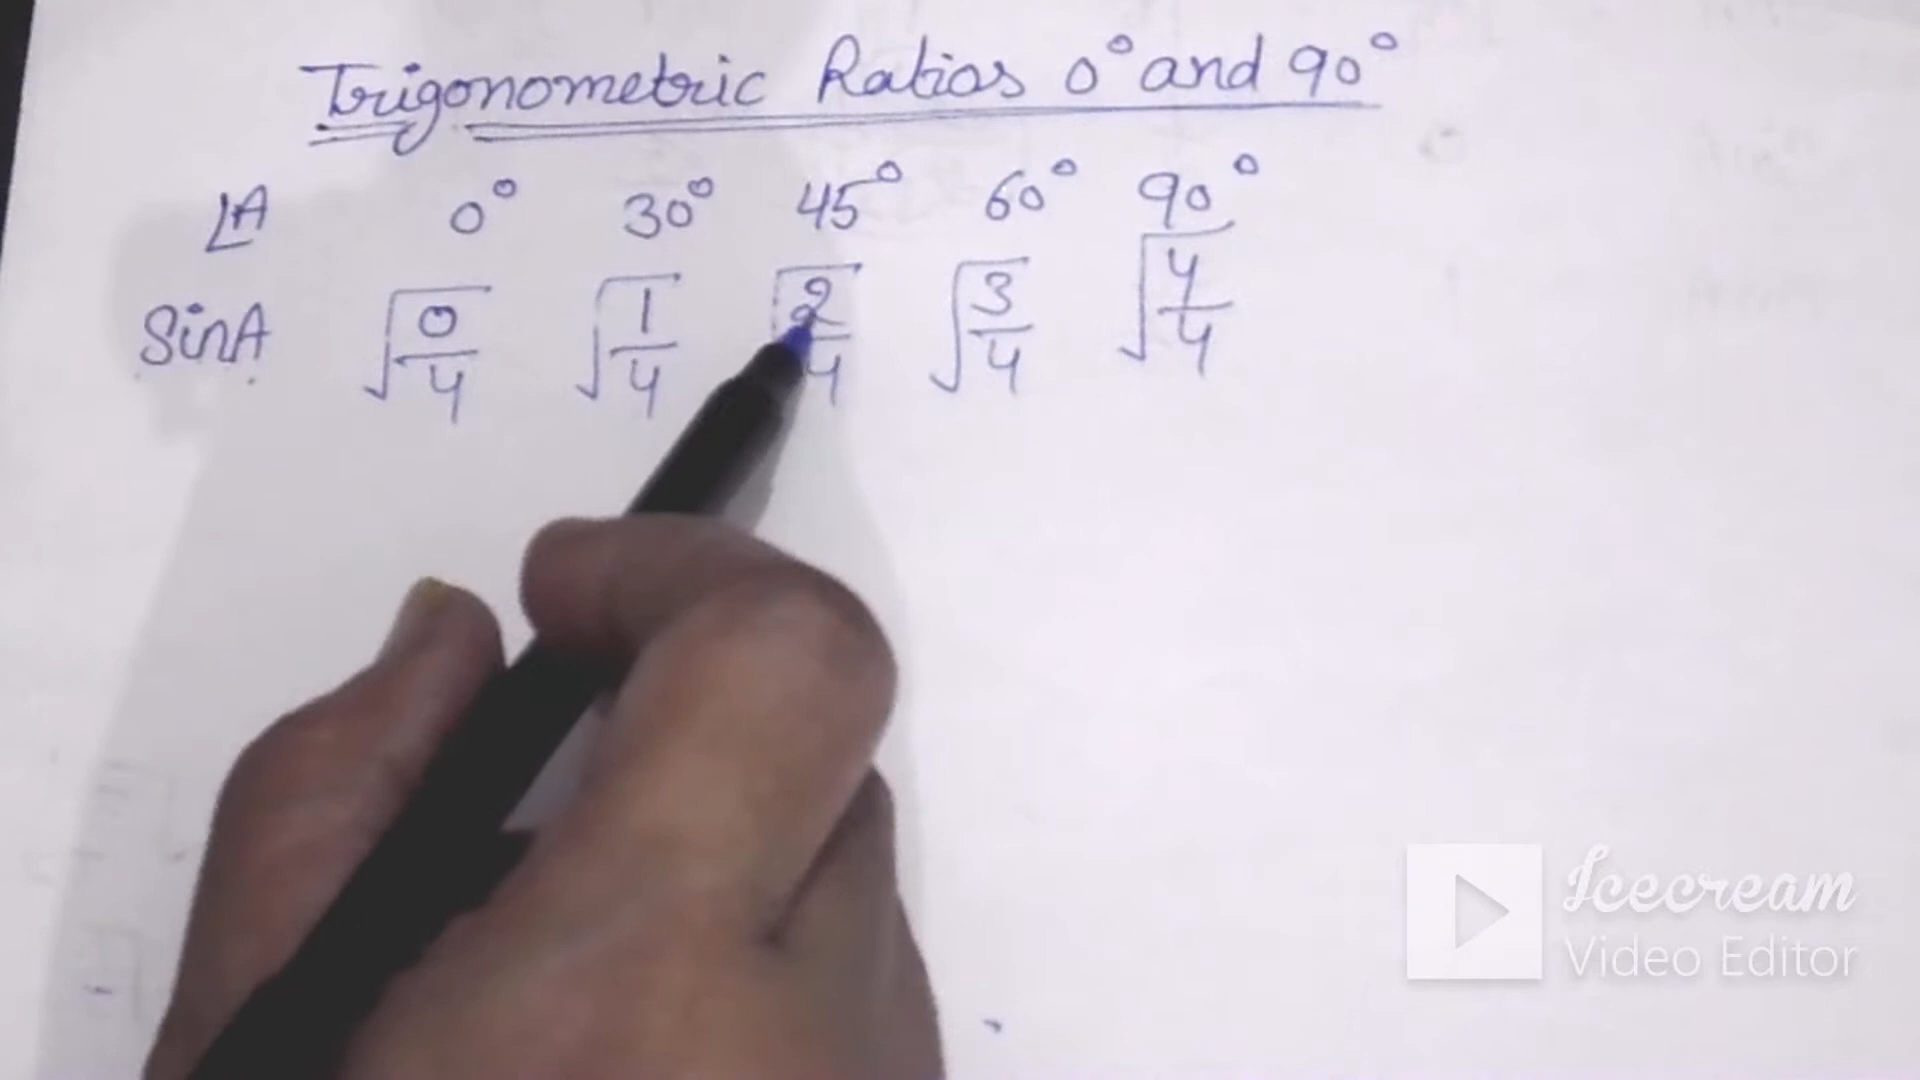 Trigonometric Ratios 0° and 90°
∠A 0° 30° 45° 60° 90°
SinA √0/4 √1/4 √2/4 √3/4 √4/4
Icecream
Video Editor